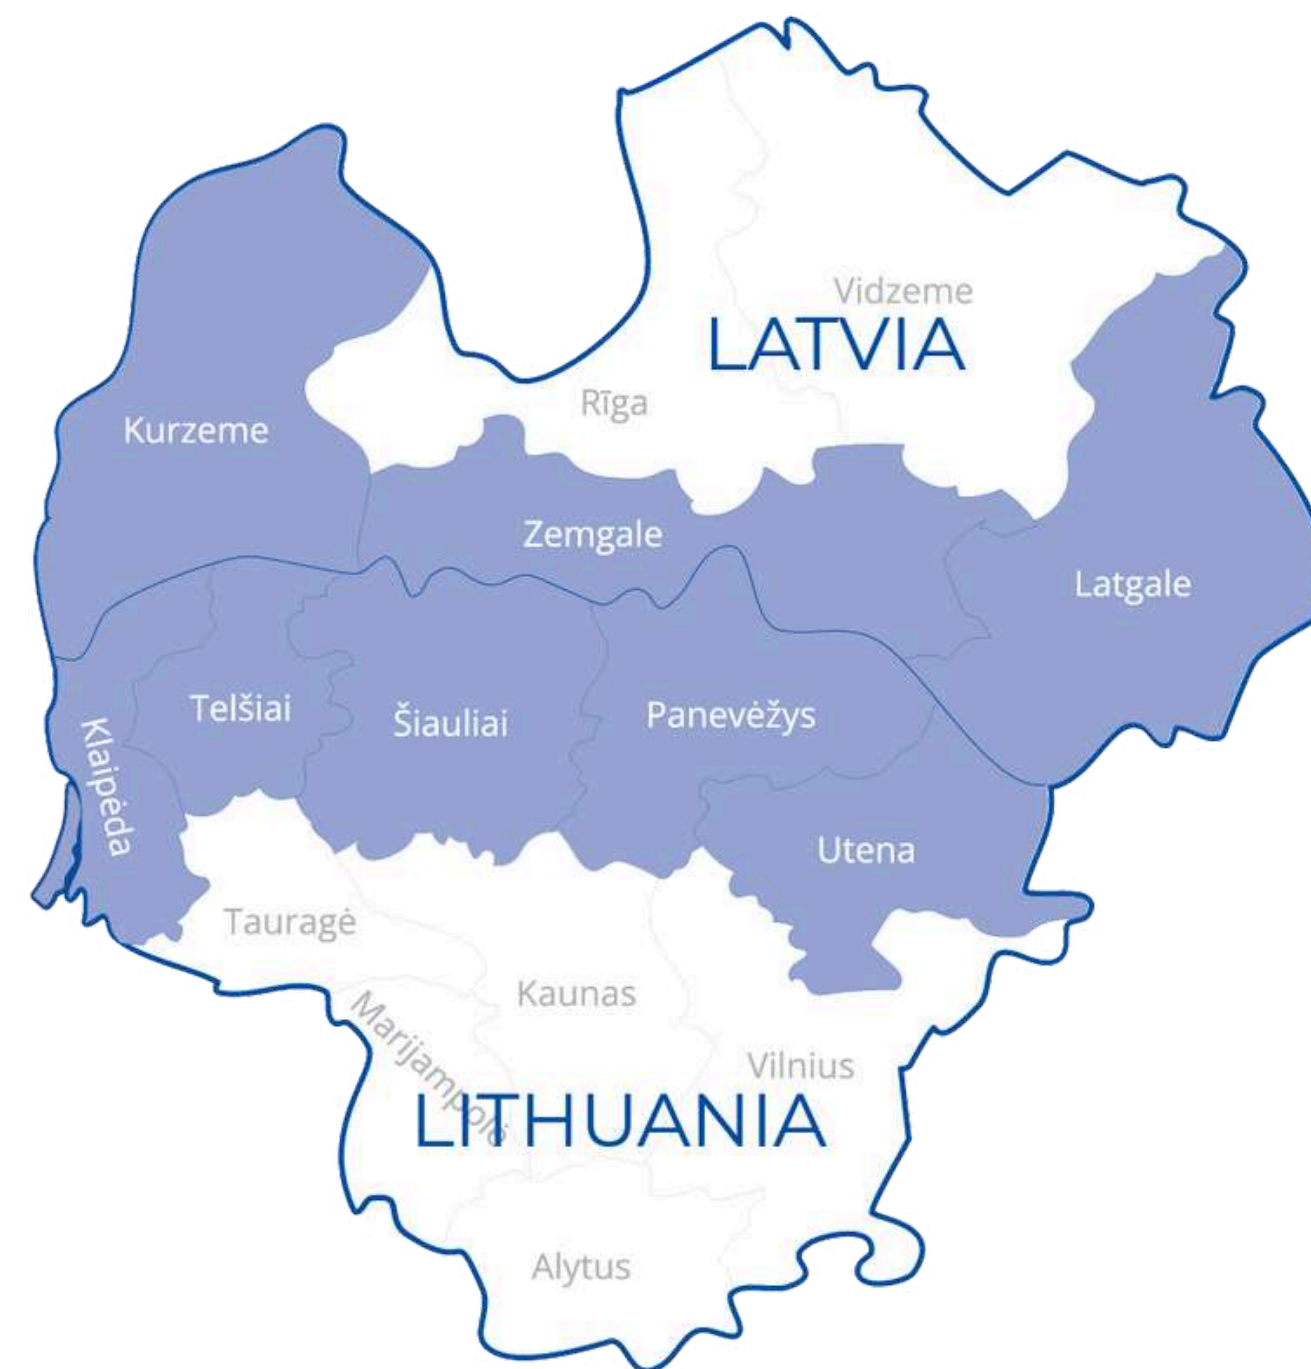 Vidzeme
LATVIA
Rīga
Kurzeme
Zemgale
Latgale
Telšiai
Šiauliai
Panevėžys
Klaipėda
Utena
Tauragė
Kaunas
Marijampolė
Vilnius
LITHUANIA
Alytus